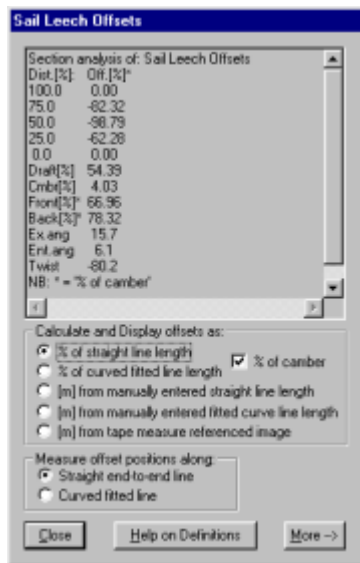 Sail Leech Offsets
Section analysis of: Sail Leech Offsets
Dist.[%]: Off.[%]*
100.0 0.00
75.0 -82.32
50.0 -98.79
25.0 -62.28
0.0 0.00
Draft[%] 54.39
Cmbr[%] 4.03
Front[%]* 66.96
Back[%]* 78.32
Ex.ang 15.7
Ent.ang 6.1
Twist -80.2
NB: * = '% of camber'
Calculate and Display offsets as:
% of straight line length
% of camber
% of curved fitted line length
[m] from manually entered straight line length
[m] from manually entered fitted curve line length
[m] from tape measure referenced image
Measure offset positions along:
Straight end-to-end line
Curved fitted line
Close Help on Definitions More -->